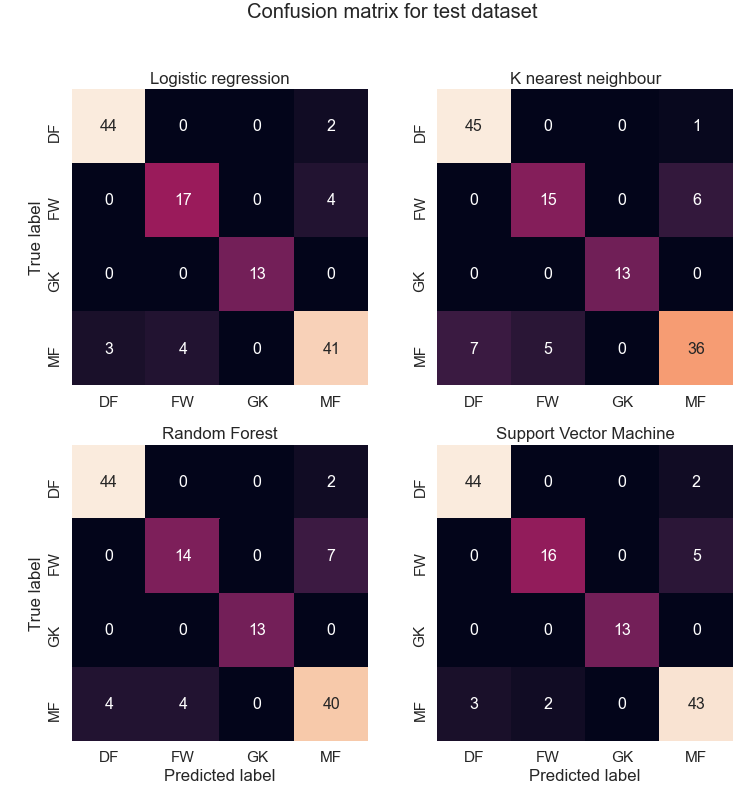 Confusion matrix for test dataset
Logistic regression
K nearest neighbour
DF 44 0 0 2
DF 45 0 0 1
FW 0 17 0 4
FW 0 15 0 6
True label
GK 0 0 13 0
GK 0 0 13 0
MF 3 4 0 41
MF 7 5 0 36
DF FW GK MF
DF FW GK MF
Random Forest
Support Vector Machine
DF 44 0 0 2
DF 44 0 0 2
FW 0 14 0 7
FW 0 16 0 5
True label
GK 0 0 13 0
GK 0 0 13 0
MF 4 4 0 40
MF 3 2 0 43
DF FW GK MF
DF FW GK MF
Predicted label
Predicted label